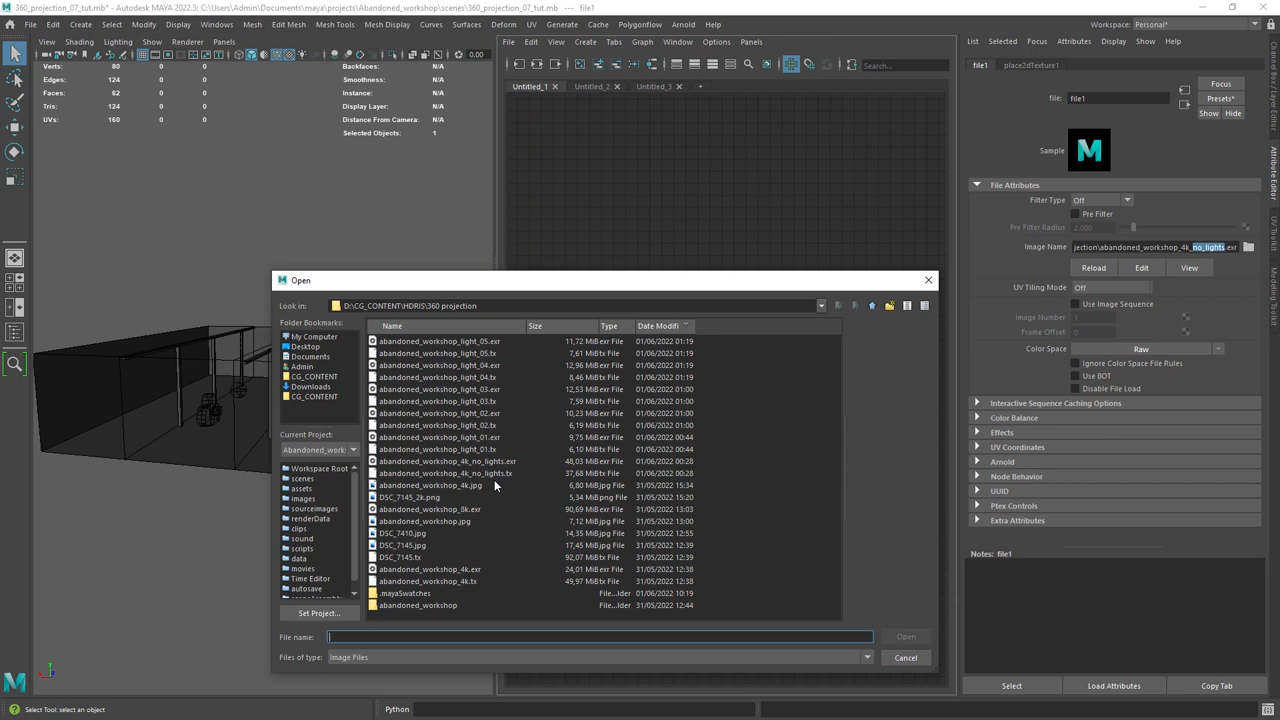 360_projection_07_tut.mb* - Autodesk MAYA 2022.3: C:\Users\Admin\Documents\maya\projects\Abandoned_workshop\scenes\360_projection_07_tut.mb* --- file1
File Edit Create Select Modify Display Windows Mesh Edit Mesh Mesh Tools Mesh Display Curves Surfaces Deform UV Generate Cache Polygonify Arnold Help
Workspace: Personal*
View Shading Lighting Show Renderer Panels
0.00
Verts: 80 0 0
Edges: 124 0 0
Faces: 62 0 0
Tris: 124 0 0
UVs: 160 0 0
Backfaces: N/A
Smoothness: N/A
Instance: N/A
Display Layer: N/A
Distance From Camera: N/A
Selected Objects: 1
File Edit View Create Tabs Graph Window Options Panels
Search...
Untitled_1 Untitled_2 Untitled_3 +
List Selected Focus Attributes Display Show Help
file1 place2dTexture1
file: file1
Focus
Presets*
Show Hide
Sample
File Attributes
Filter Type Off
Pre Filter
Pre Filter Radius 2.000
Image Name jection\abandoned_workshop_4k_no_lights.exr
Reload Edit View
UV Tiling Mode Off
Use Image Sequence
Image Number 1
Frame Offset 0
Color Space Raw
Ignore Color Space File Rules
Use BOT
Disable File Load
Interactive Sequence Caching Options
Color Balance
Effects
UV Coordinates
Arnold
Node Behavior
UUID
Ptex Controls
Extra Attributes
Notes: file1
Select Load Attributes Copy Tab
Channel Box / Layer Editor
Attribute Editor
UV Toolkit
Modeling Toolkit
Open
Look in: D:\CG_CONTENT\HDRIS\360 projection
Folder Bookmarks:
My Computer
Desktop
Documents
Admin
CG_CONTENT
Downloads
CG_CONTENT
Current Project:
Abandoned_work:
Workspace Root
scenes
assets
images
sourceimages
renderData
clips
sound
scripts
data
movies
Time Editor
autosave
Set Project...
Name Size Type Date Modifi
abandoned_workshop_light_05.exr 11,72 MiB exr File 01/06/2022 01:19
abandoned_workshop_light_05.tx 7,61 MiB tx File 01/06/2022 01:19
abandoned_workshop_light_04.exr 12,96 MiB exr File 01/06/2022 01:19
abandoned_workshop_light_04.tx 8,46 MiB tx File 01/06/2022 01:19
abandoned_workshop_light_03.exr 12,53 MiB exr File 01/06/2022 01:00
abandoned_workshop_light_03.tx 7,59 MiB tx File 01/06/2022 01:00
abandoned_workshop_light_02.exr 10,23 MiB exr File 01/06/2022 01:00
abandoned_workshop_light_02.tx 6,19 MiB tx File 01/06/2022 01:00
abandoned_workshop_light_01.exr 9,75 MiB exr File 01/06/2022 00:44
abandoned_workshop_light_01.tx 6,10 MiB tx File 01/06/2022 00:44
abandoned_workshop_4k_no_lights.exr 48,03 MiB exr File 01/06/2022 00:28
abandoned_workshop_4k_no_lights.tx 37,68 MiB tx File 01/06/2022 00:28
abandoned_workshop_4k.jpg 6,80 MiB jpg File 31/05/2022 15:34
DSC_7145_2k.png 5,34 MiB png File 31/05/2022 15:20
abandoned_workshop_8k.exr 90,69 MiB exr File 31/05/2022 13:03
abandoned_workshop.jpg 7,12 MiB jpg File 31/05/2022 13:00
DSC_7410.jpg 14,35 MiB jpg File 31/05/2022 12:55
DSC_7145.jpg 17,45 MiB jpg File 31/05/2022 12:39
DSC_7145.tx 92,07 MiB tx File 31/05/2022 12:39
abandoned_workshop_4k.exr 24,01 MiB exr File 31/05/2022 12:38
abandoned_workshop_4k.tx 49,97 MiB tx File 31/05/2022 12:38
.mayaSwatches File...lder 01/06/2022 10:19
abandoned_workshop File...lder 31/05/2022 12:44
File name: Open
Files of type: Image Files Cancel
Select Tool: select an object
Python